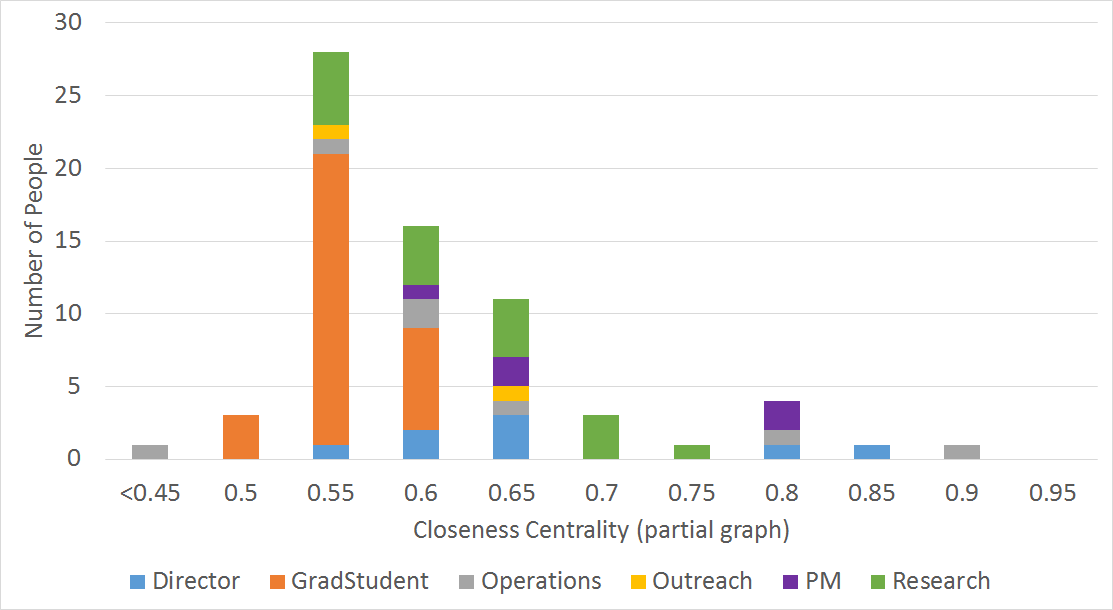 30
25
20
15
10
5
0
Number of People
<0.45 0.5 0.55 0.6 0.65 0.7 0.75 0.8 0.85 0.9 0.95
Closeness Centrality (partial graph)
Director GradStudent Operations Outreach PM Research